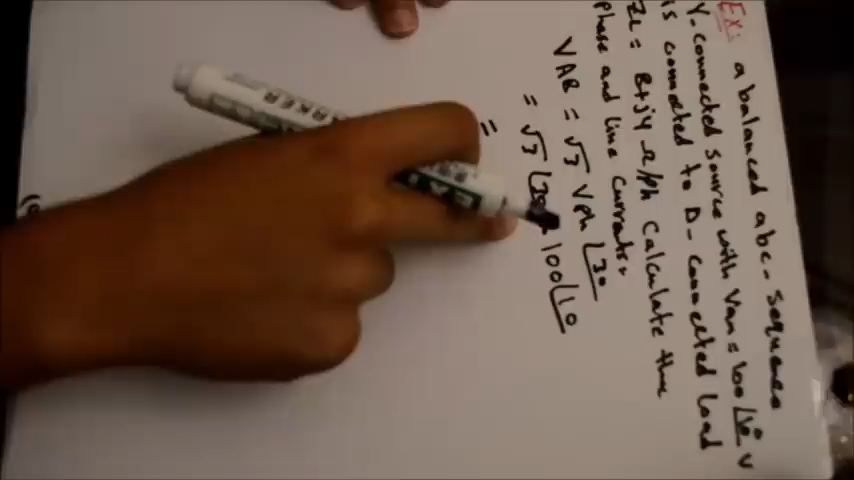 Ex: a balanced abc - sequence
Y-connected source with Van = 100∠10° V
is connected to D - connected load
ZL = 8+j4 Ω/ph Calculate the
phase and line currents.
VAB = √3 Vph ∠30
= √3 ∠30 × 100∠10
=
MARKER